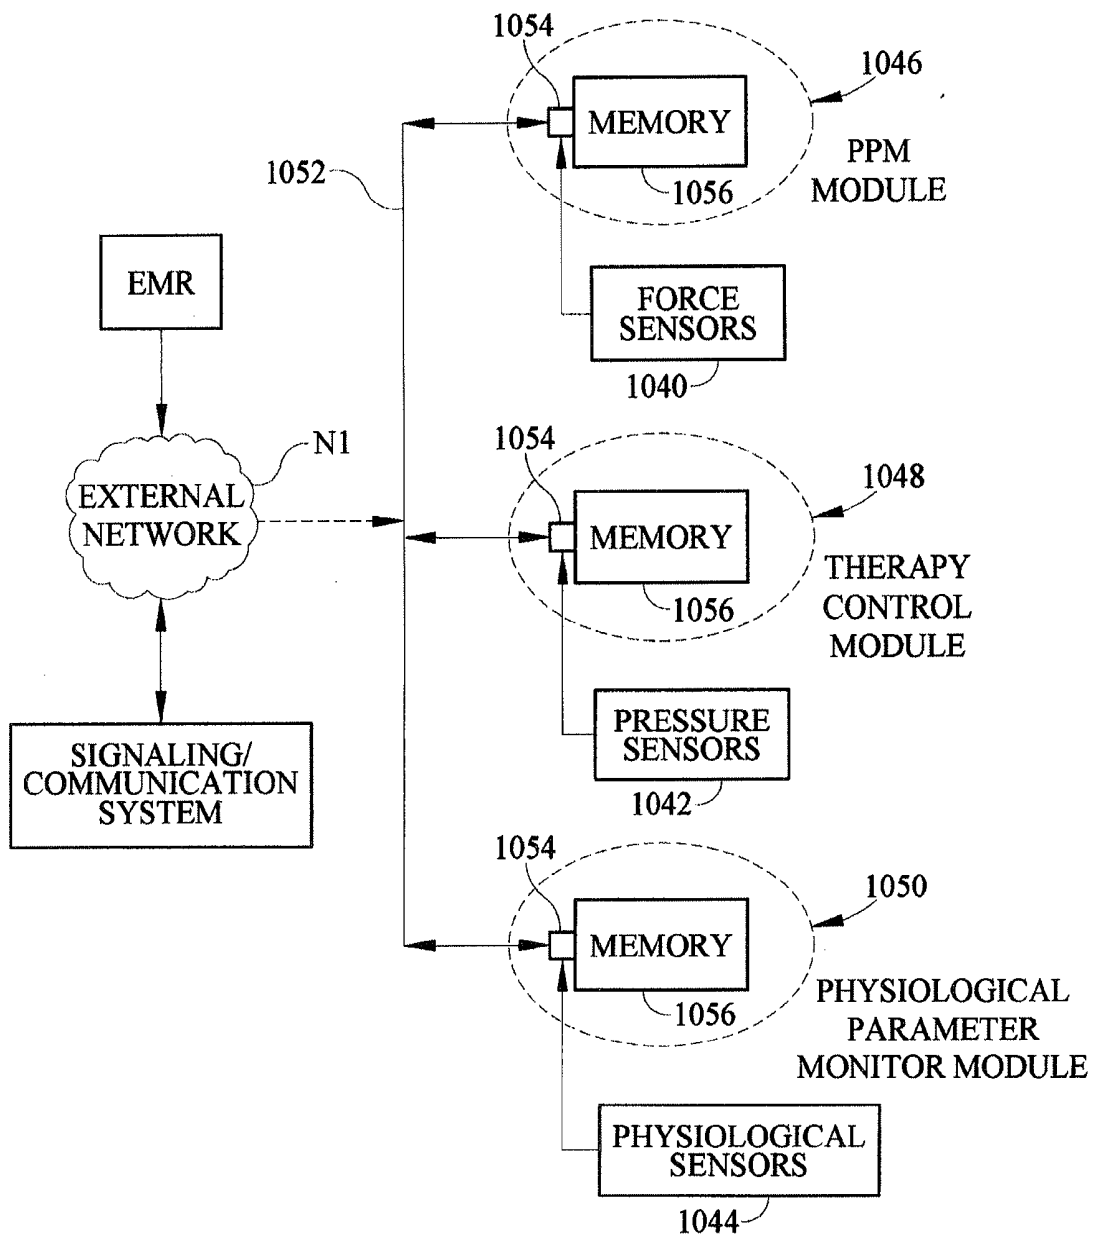 1054
1046
MEMORY
PPM
MODULE
1056
1052
EMR
FORCE
SENSORS
1040
N1
EXTERNAL
NETWORK
1054
1048
MEMORY
THERAPY
CONTROL
MODULE
1056
PRESSURE
SENSORS
1042
SIGNALING/
COMMUNICATION
SYSTEM
1054
1050
MEMORY
1056
PHYSIOLOGICAL
PARAMETER
MONITOR MODULE
PHYSIOLOGICAL
SENSORS
1044